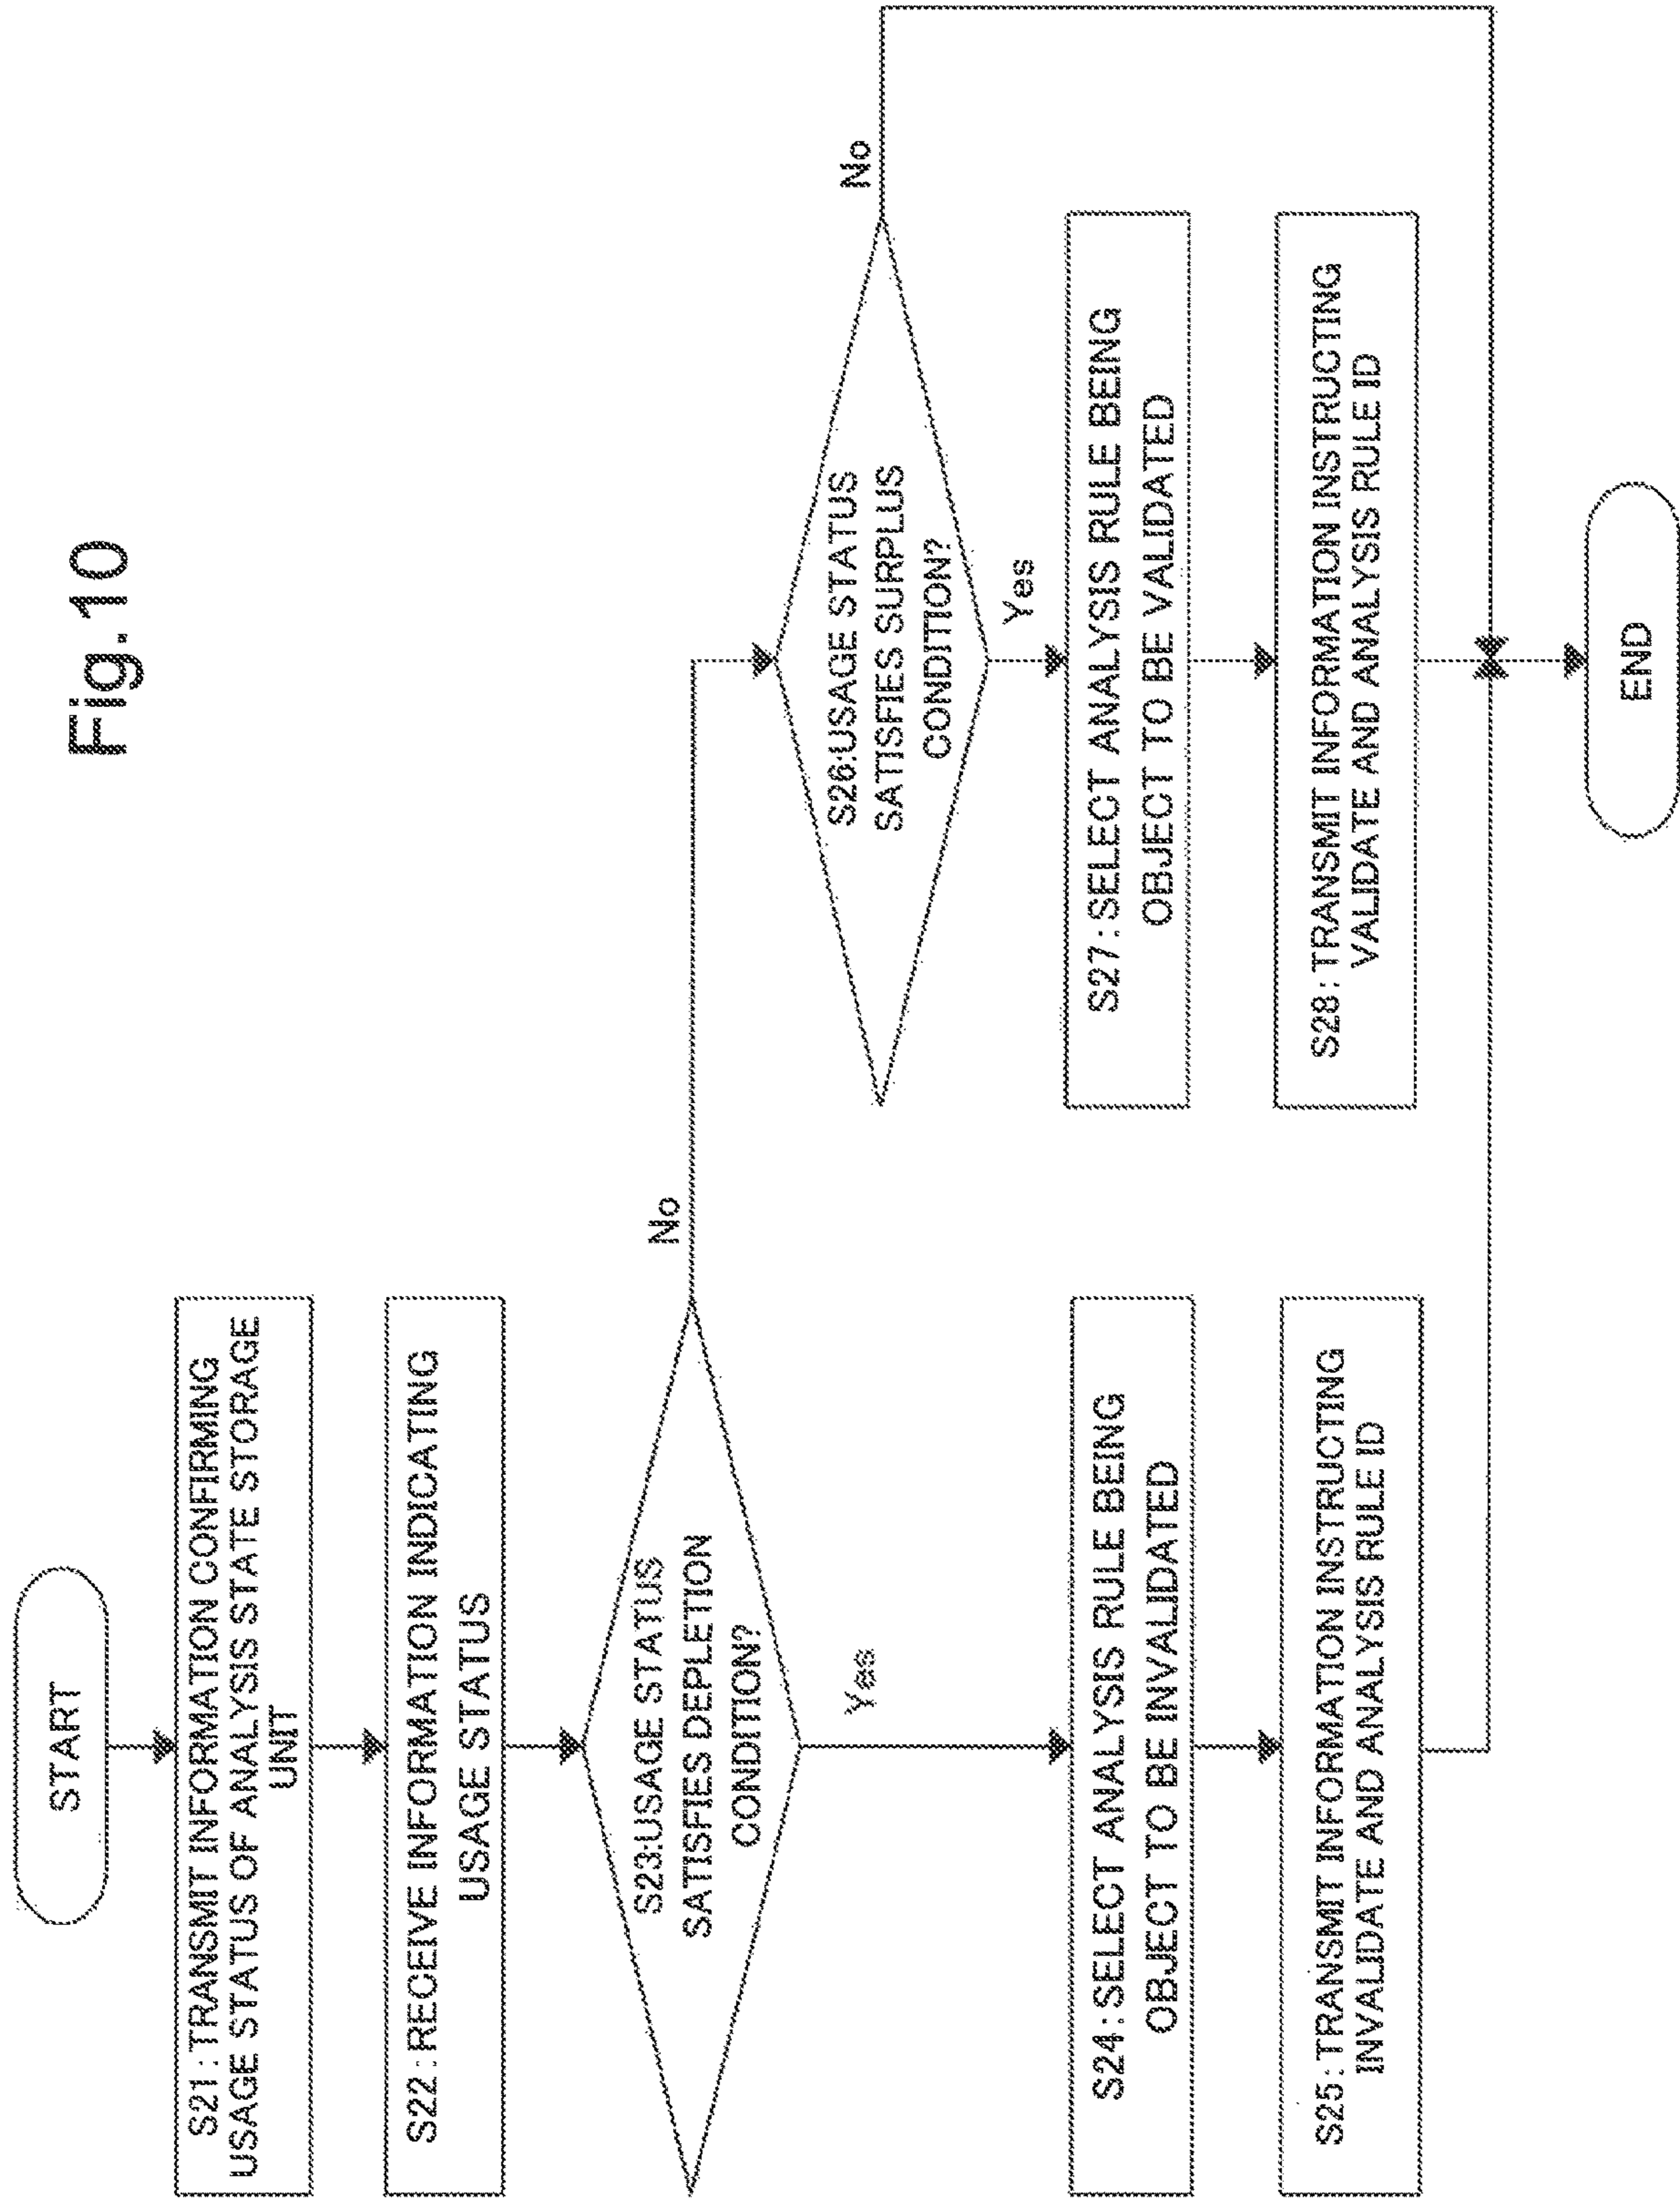 Fig.10
START
S21:TRANSMIT INFORMATION CONFIRMING
USAGE STATUS OF ANALYSIS STATE STORAGE
UNIT
S22:RECEIVE INFORMATION INDICATING
USAGE STATUS
S23:USAGE STATUS
SATISFIES DEPLETION
CONDITION?
No
Yes
S24:SELECT ANALYSIS RULE BEING
OBJECT TO BE INVALIDATED
S25:TRANSMIT INFORMATION INSTRUCTING
INVALIDATE AND ANALYSIS RULE ID
S26:USAGE STATUS
SATISFIES SURPLUS
CONDITION?
No
Yes
S27:SELECT ANALYSIS RULE BEING
OBJECT TO BE VALIDATED
S28:TRANSMIT INFORMATION INSTRUCTING
VALIDATE AND ANALYSIS RULE ID
END